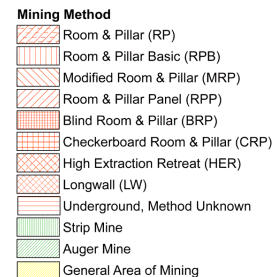 Mining Method
Room & Pillar (RP)
Room & Pillar Basic (RPB)
Modified Room & Pillar (MRP)
Room & Pillar Panel (RPP)
Blind Room & Pillar (BRP)
Checkerboard Room & Pillar (CRP)
High Extraction Retreat (HER)
Longwall (LW)
Underground, Method Unknown
Strip Mine
Auger Mine
General Area of Mining